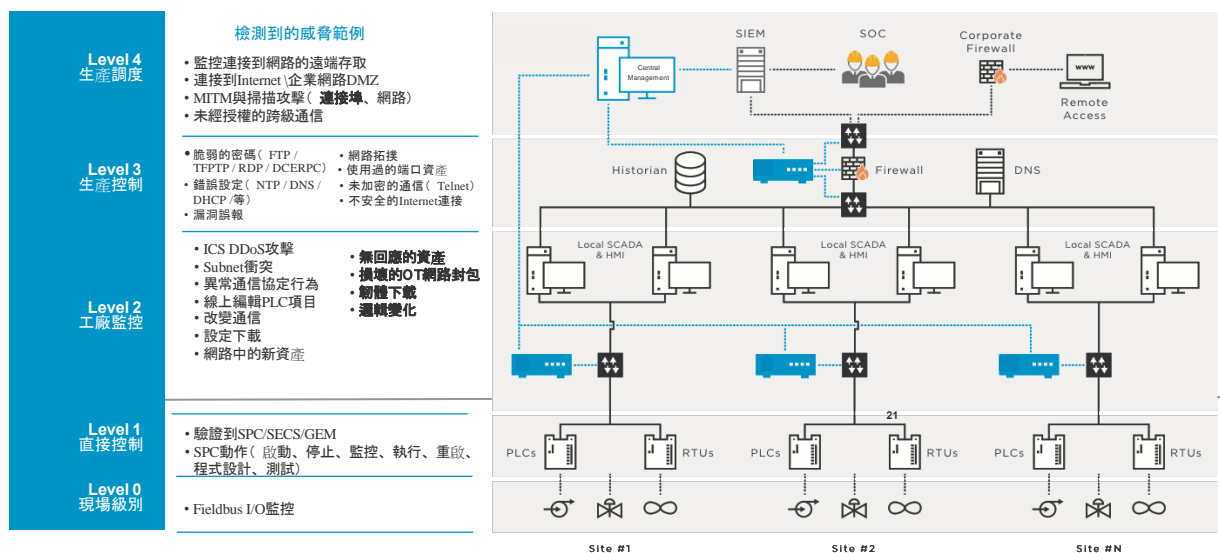 Level 4
生產調度
檢測到的威脅範例
• 監控連接到網路的遠端存取
• 連接到Internet \企業網路DMZ
• MITM與掃描攻擊（ 連接埠、網路）
• 未經授權的跨級通信
SIEM
SOC
Corporate
Firewall
Central
Management
www
Remote
Access
Level 3
生產控制
• 脆弱的密碼（ FTP /
TFPTP / RDP / DCERPC）
• 錯誤設定（ NTP / DNS /
DHCP /等）
• 漏洞誤報
• 網路拓撲
• 使用過的端口資產
• 未加密的通信（ Telnet）
• 不安全的Internet連接
Historian
Firewall
DNS
Level 2
工廠監控
• ICS DDoS攻擊
• Subnet衝突
• 異常通信協定行為
• 線上編輯PLC項目
• 改變通信
• 設定下載
• 網路中的新資產
• 無回應的資產
• 損壞的OT網路封包
• 韌體下載
• 邏輯變化
Local SCADA
& HMI
Local SCADA
& HMI
Local SCADA
& HMI
21
Level 1
直接控制
• 驗證到SPC/SECS/GEM
• SPC動作（ 啟動、停止、監控、執行、重啟、
程式設計、測試）
PLCs
RTUs
PLCs
RTUs
PLCs
RTUs
Level 0
現場級別
• Fieldbus I/O監控
Site #1
Site #2
Site #N